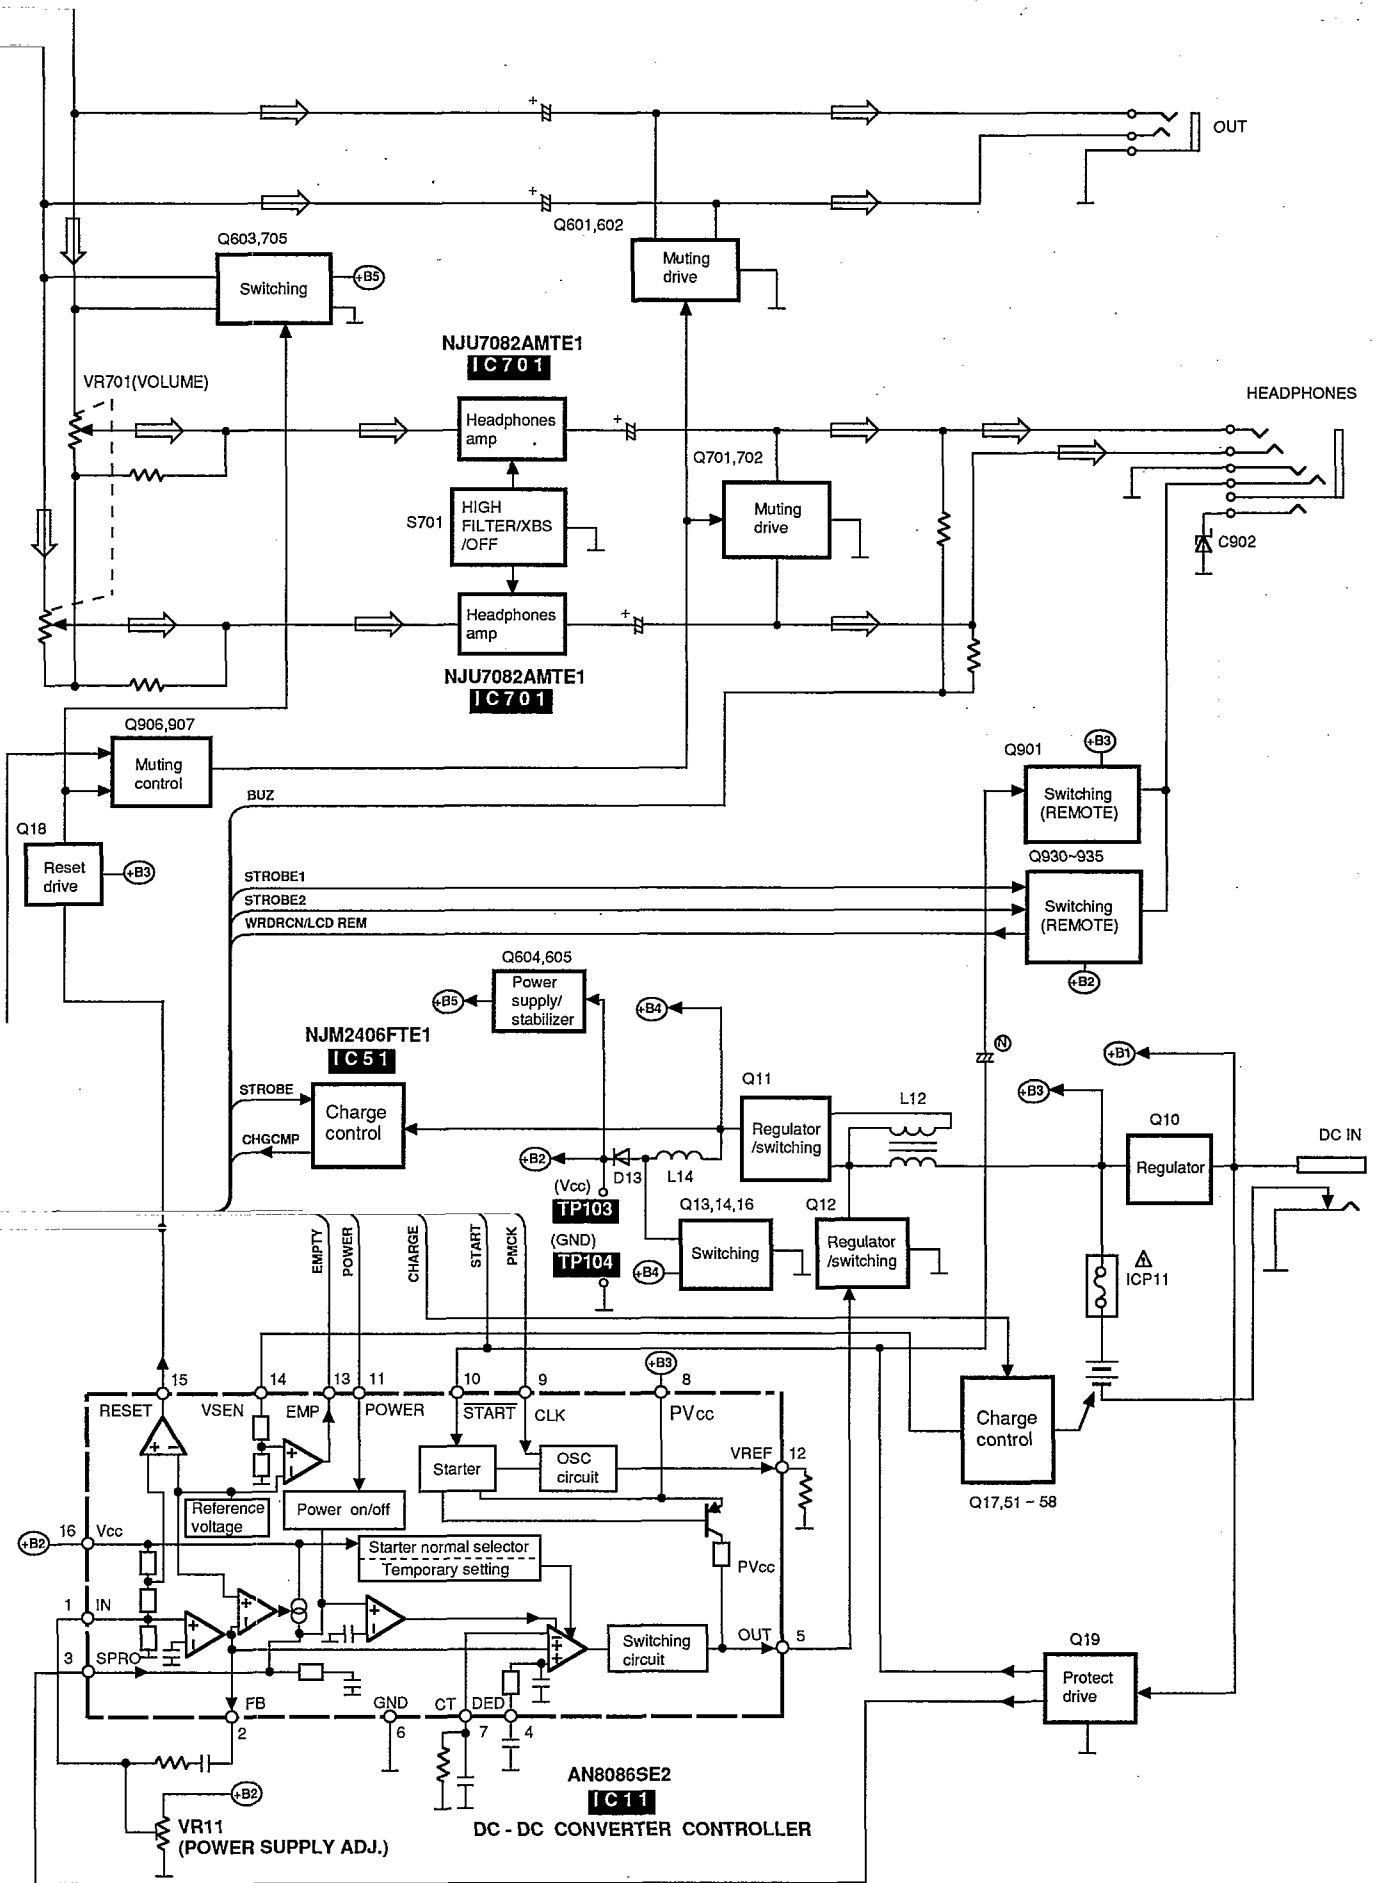 OUT
+
+
Q601,602
Q603,705
Muting
drive
Switching
+B5
NJU7082AMTE1
IC701
VR701(VOLUME)
HEADPHONES
Headphones
amp
+
Q701,702
S701
HIGH
FILTER/XBS
/OFF
Muting
drive
C902
Headphones
amp
+
NJU7082AMTE1
IC701
Q906,907
Muting
control
Q901
+B3
Switching
(REMOTE)
BUZ
Q18
Reset
drive
+B3
Q930~935
STROBE1
STROBE2
WRDRCN/LCD REM
Switching
(REMOTE)
+B2
Q604,605
Power
supply/
stabilizer
+B5
+B4
NJM2406FTE1
IC51
N
+B1
STROBE
CHGCMP
Charge
control
Q11
Regulator
/switching
L12
+B3
Q10
Regulator
DC IN
+B2
D13
L14
(Vcc)
TP103
(GND)
TP104
Q13,14,16
Switching
+B4
Q12
Regulator
/switching
EMPTY
POWER
CHARGE
START
PMCK
ICP11
+B3
15
14
13
11
10
9
8
RESET
VSEN
EMP
POWER
START
CLK
PVcc
Charge
control
Q17,51 ~ 58
+
−
+
−
Starter
OSC
circuit
VREF
12
Reference
voltage
Power on/off
+B2
16
Vcc
Starter normal selector
Temporary setting
PVcc
1
IN
+
−
+
−
+
−
+
−
Switching
circuit
OUT
5
3
SPRO
Q19
Protect
drive
FB
2
GND
6
CT
7
DED
4
+B2
VR11
(POWER SUPPLY ADJ.)
AN8086SE2
IC11
DC - DC CONVERTER CONTROLLER